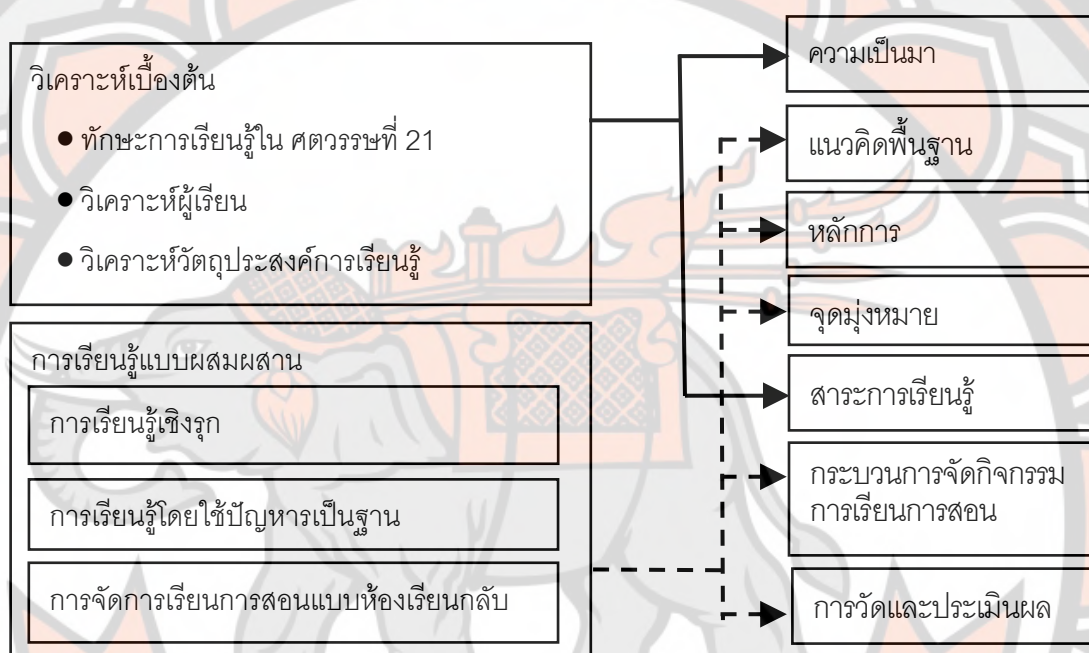 วิเคราะห์เบื้องต้น
● ทักษะการเรียนรู้ใน ศตวรรษที่ 21
● วิเคราะห์ผู้เรียน
● วิเคราะห์วัตถุประสงค์การเรียนรู้
การเรียนรู้แบบผสมผสาน
การเรียนรู้เชิงรุก
การเรียนรู้โดยใช้ปัญหารเป็นฐาน
การจัดการเรียนการสอนแบบห้องเรียนกลับ
ความเป็นมา
แนวคิดพื้นฐาน
หลักการ
จุดมุ่งหมาย
สาระการเรียนรู้
กระบวนการจัดกิจกรรม
การเรียนการสอน
การวัดและประเมินผล